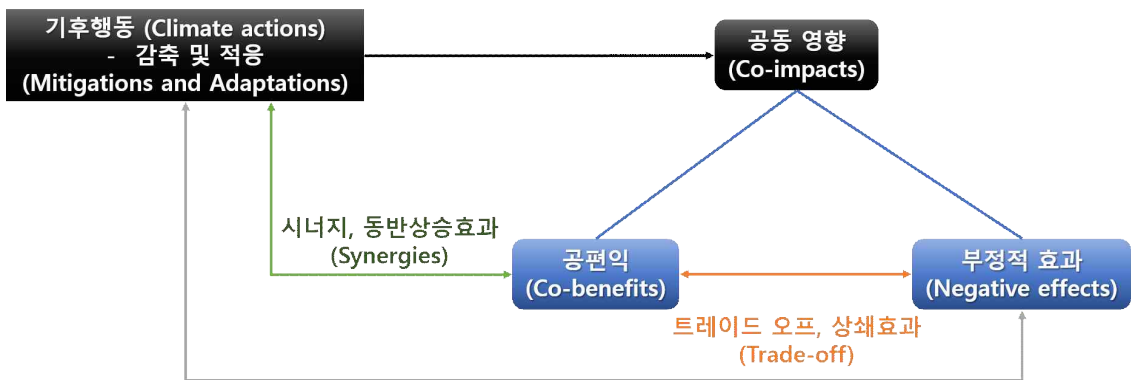 기후행동 (Climate actions)
- 감축 및 적응
(Mitigations and Adaptations)
공동 영향
(Co-impacts)
시너지, 동반상승효과
(Synergies)
공편익
(Co-benefits)
부정적 효과
(Negative effects)
트레이드 오프, 상쇄효과
(Trade-off)